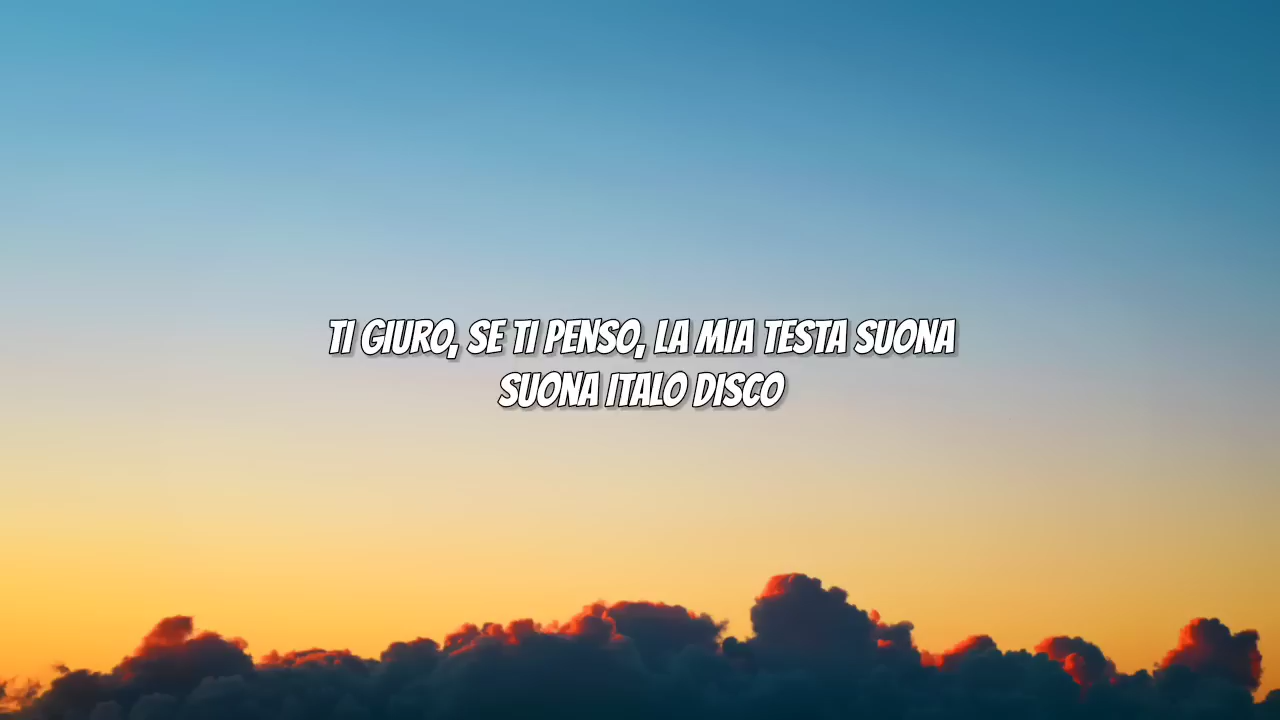 TI GIURO, SE TI PENSO, LA MIA TESTA SUONA
SUONA ITALO DISCO